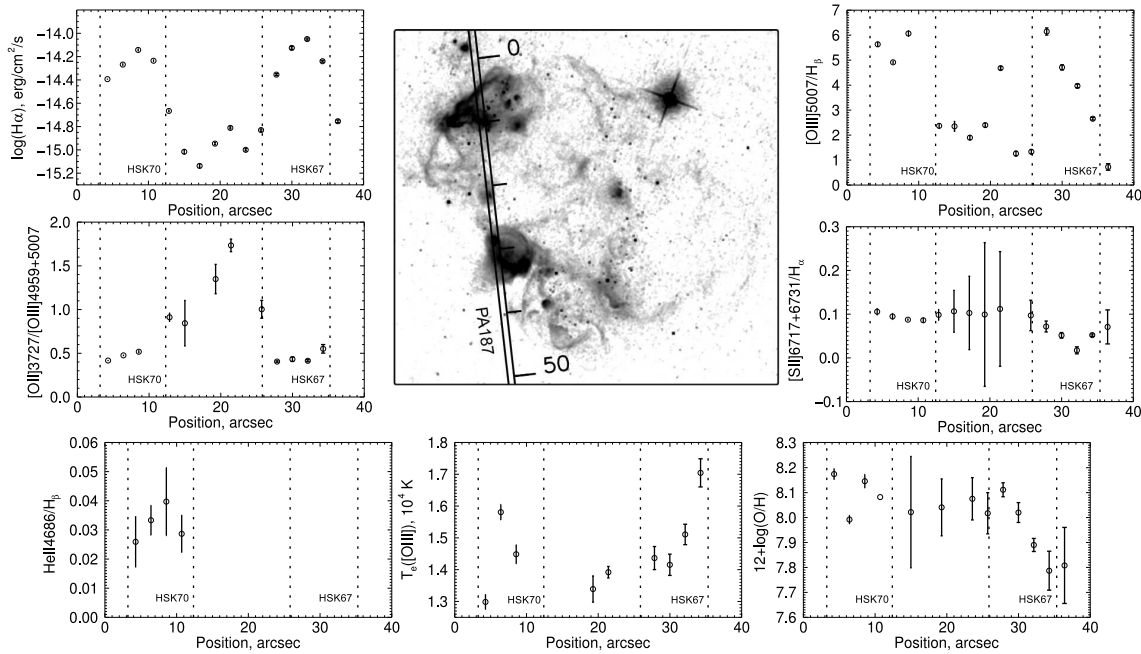 log(Hα), erg/cm²/s
−14.0
−14.2
−14.4
−14.6
−14.8
−15.0
−15.2
HSK70
HSK67
0 10 20 30 40
Position, arcsec
0
PA187
50
[OIII]5007/Hβ
7
6
5
4
3
2
1
0
HSK70
HSK67
0 10 20 30 40
Position, arcsec
[OII]3727/[OIII]4959+5007
2.0
1.5
1.0
0.5
0.0
HSK70
HSK67
0 10 20 30 40
Position, arcsec
[SII]6717+6731/Hα
0.3
0.2
0.1
0.0
−0.1
HSK70
HSK67
0 10 20 30 40
Position, arcsec
HeII4686/Hβ
0.06
0.05
0.04
0.03
0.02
0.01
0.00
HSK70
HSK67
0 10 20 30 40
Position, arcsec
Te([OIII]), 10⁴ K
1.8
1.7
1.6
1.5
1.4
1.3
HSK70
HSK67
0 10 20 30 40
Position, arcsec
12+log(O/H)
8.3
8.2
8.1
8.0
7.9
7.8
7.7
7.6
HSK70
HSK67
0 10 20 30 40
Position, arcsec